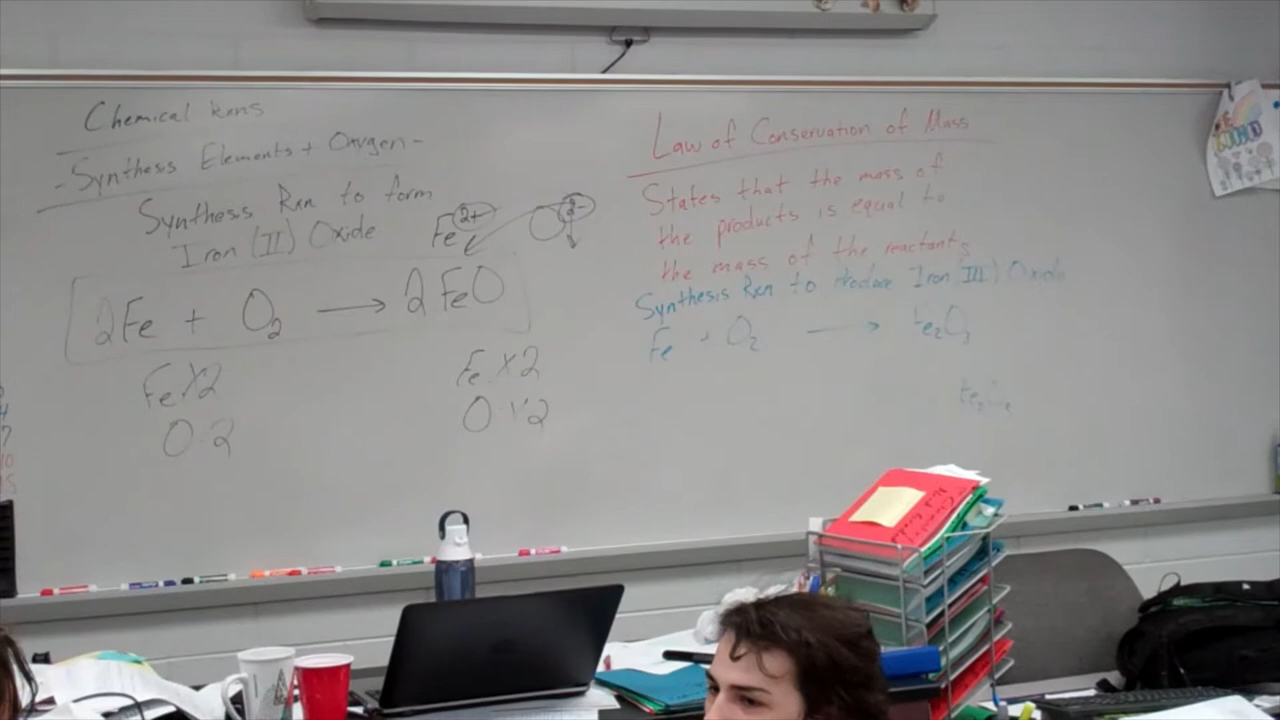 Chemical Rxns
- Synthesis Elements + Oxygen -
Synthesis Rxn to form
Iron (II) Oxide
Fe 2+ O 2-
2Fe + O2 → 2FeO
Fe x2 Fe x2
O 2 O x2
Law of Conservation of Mass
States that the mass of
the products is equal to
the mass of the reactants
Synthesis Rxn to Produce Iron III) Oxide
Fe + O2 → Fe2O3